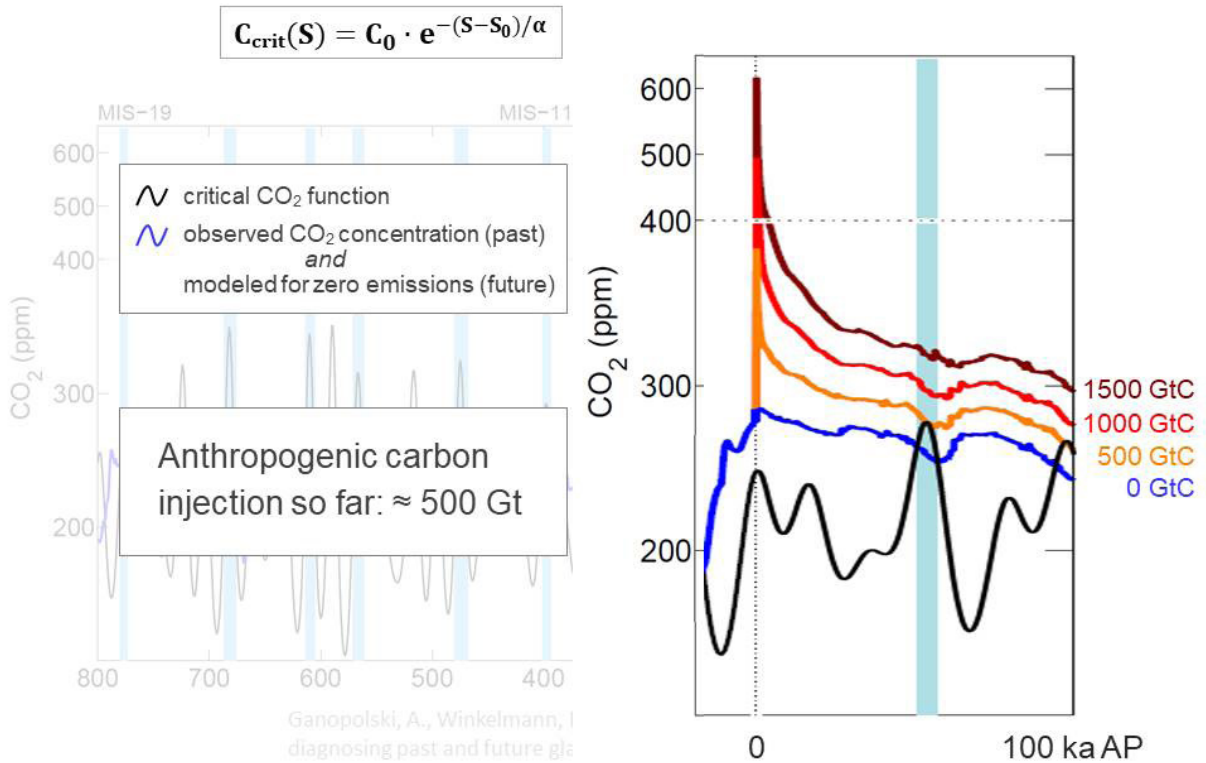 C_crit(S) = C_0 · e^−(S−S_0)/α
MIS−19
MIS−11
600
500
400
300
200
CO2 (ppm)
critical CO2 function
observed CO2 concentration (past)
and
modeled for zero emissions (future)
Anthropogenic carbon
injection so far: ≈ 500 Gt
800
700
600
500
400
Ganopolski, A., Winkelmann,
diagnosing past and future
600
500
400
300
200
CO2 (ppm)
1500 GtC
1000 GtC
500 GtC
0 GtC
0
100 ka AP